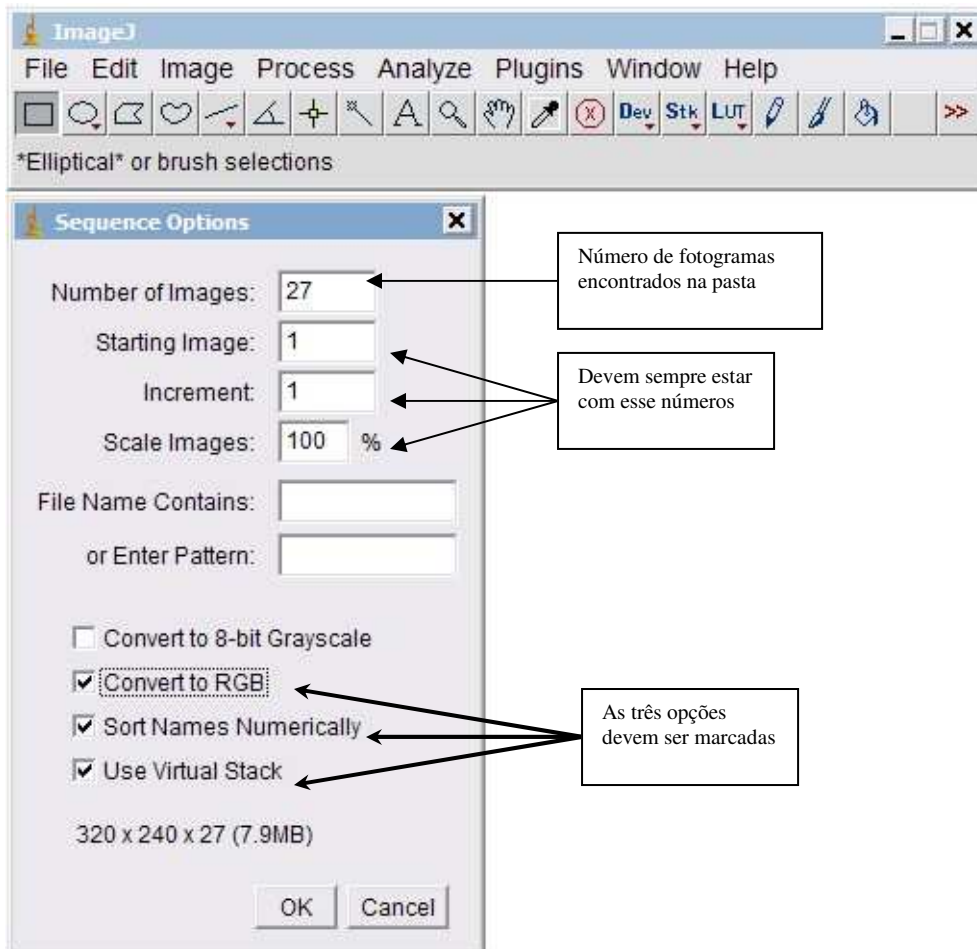 ImageJ
File Edit Image Process Analyze Plugins Window Help
Dev Stk LUT >>
*Elliptical* or brush selections
Sequence Options
Number of Images: 27
Starting Image: 1
Increment: 1
Scale Images: 100 %
File Name Contains:
or Enter Pattern:
Convert to 8-bit Grayscale
Convert to RGB
Sort Names Numerically
Use Virtual Stack
320 x 240 x 27 (7.9MB)
OK Cancel
Número de fotogramas
encontrados na pasta
Devem sempre estar
com esse números
As três opções
devem ser marcadas